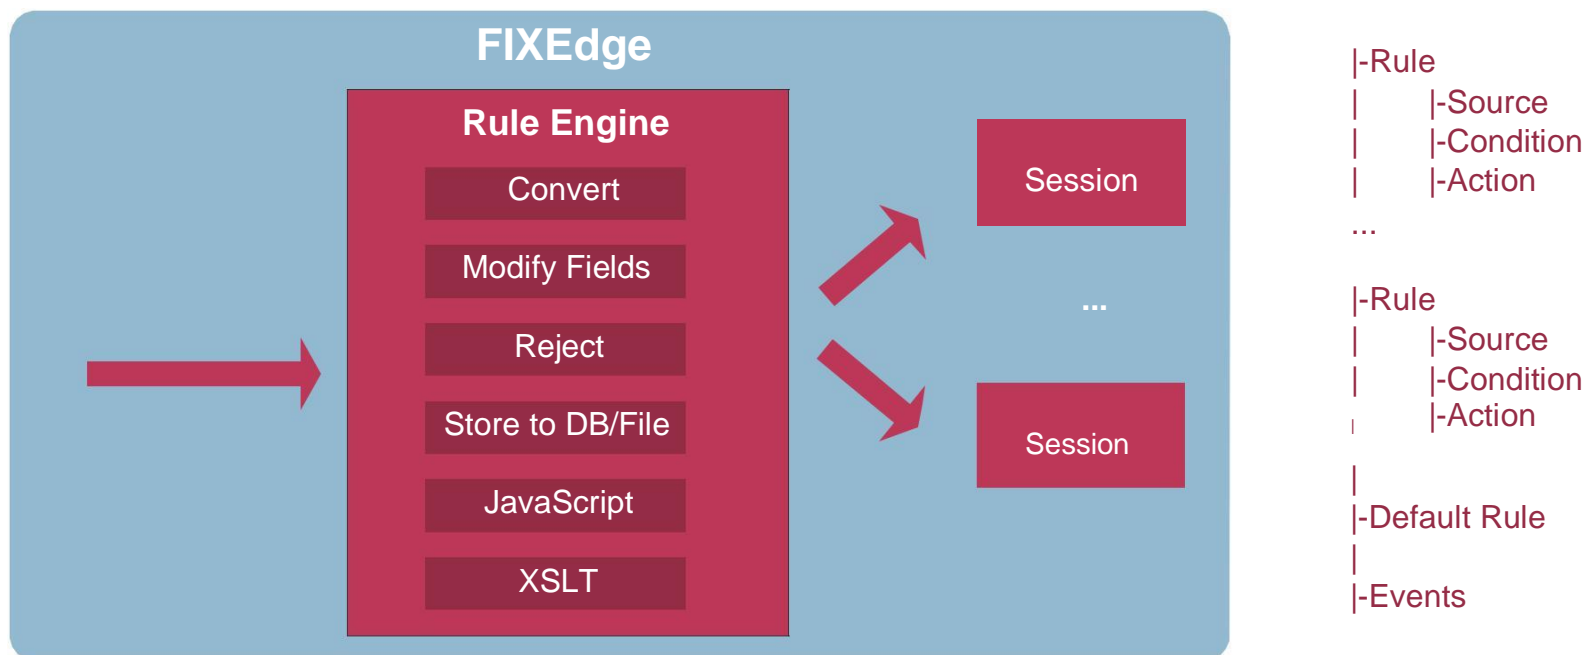 FIXEdge
Rule Engine
Convert
Modify Fields
Reject
Store to DB/File
JavaScript
XSLT
Session
...
Session
|-Rule
| |-Source
| |-Condition
| |-Action
...
|-Rule
| |-Source
| |-Condition
| |-Action
|
|-Default Rule
|
|-Events